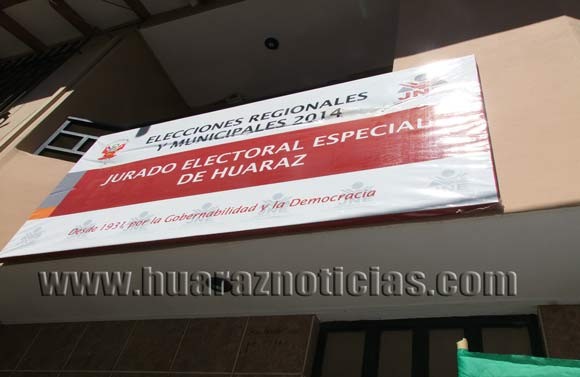 ELECCIONES REGIONALES
Y MUNICIPALES 2014
JNE
JURADO ELECTORAL ESPECIAL
DE HUARAZ
Desde 1931, por la Gobernabilidad y la Democracia
www.huaraznoticias.com